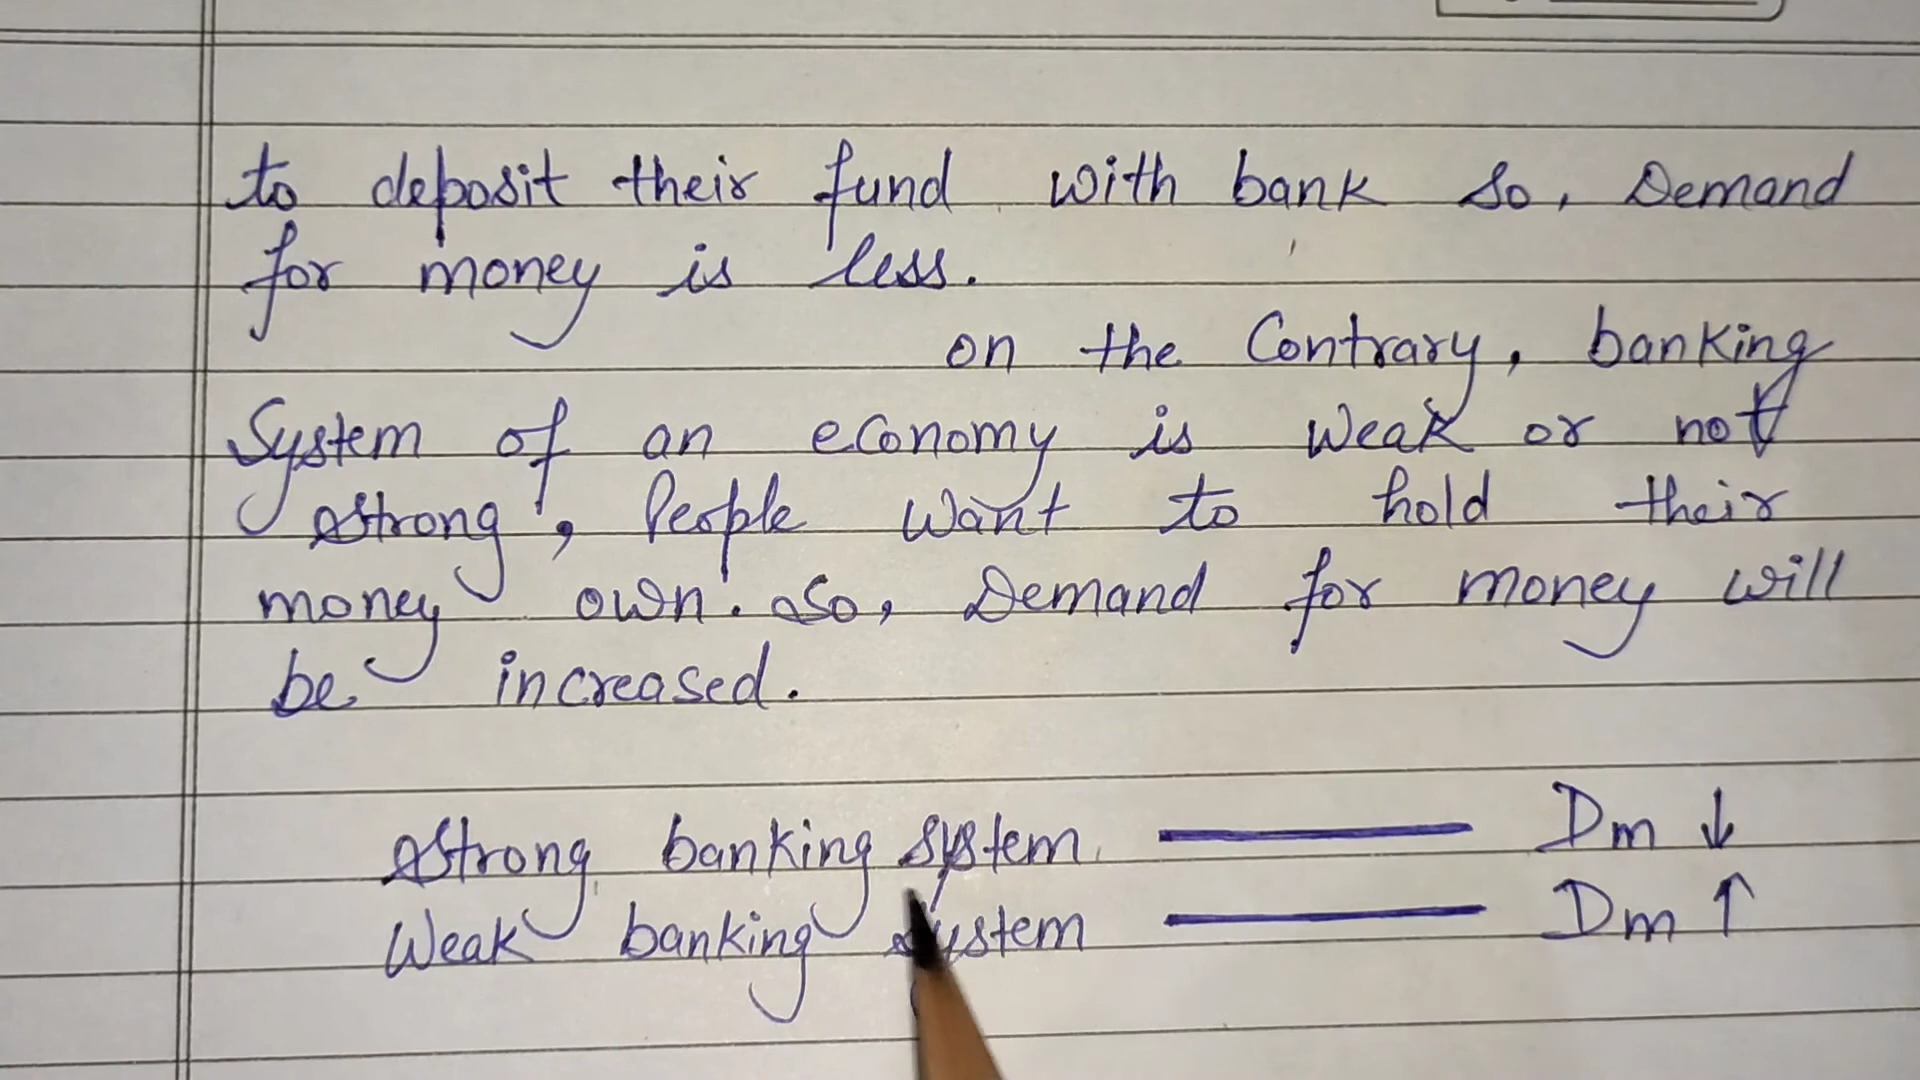 to deposit their fund with bank so, Demand
for money is less.
on the Contrary, banking
System of an economy is weak or not
strong, People want to hold their
money own. So, Demand for money will
be increased.
Strong banking system — Dm ↓
Weak banking system — Dm ↑